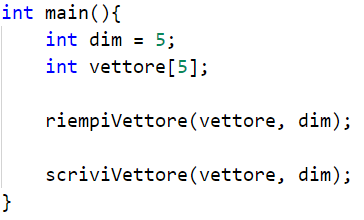 int main(){
    int dim = 5;
    int vettore[5];
    riempiVettore(vettore, dim);
    scriviVettore(vettore, dim);
}